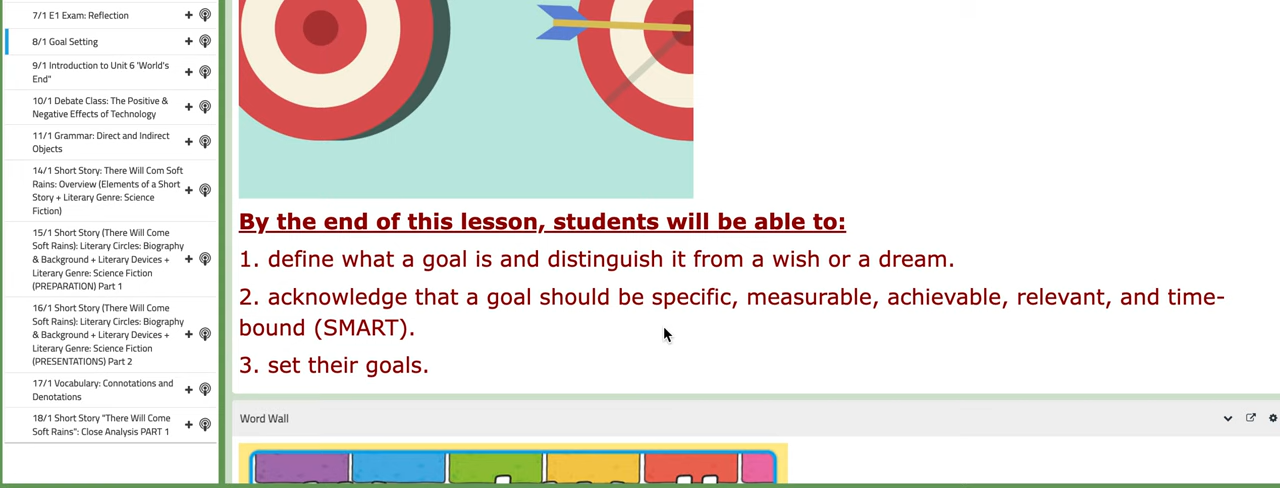 7/1 E1 Exam: Reflection
8/1 Goal Setting
9/1 Introduction to Unit 6 'World's
End"
10/1 Debate Class: The Positive &
Negative Effects of Technology
11/1 Grammar: Direct and Indirect
Objects
14/1 Short Story: There Will Com Soft
Rains: Overview (Elements of a Short
Story + Literary Genre: Science
Fiction)
15/1 Short Story (There Will Come
Soft Rains): Literary Circles: Biography
& Background + Literary Devices +
Literary Genre: Science Fiction
(PREPARATION) Part 1
16/1 Short Story (There Will Come
Soft Rains): Literary Circles: Biography
& Background + Literary Devices +
Literary Genre: Science Fiction
(PRESENTATIONS) Part 2
17/1 Vocabulary: Connotations and
Denotations
18/1 Short Story "There Will Come
Soft Rains": Close Analysis PART 1
By the end of this lesson, students will be able to:
1. define what a goal is and distinguish it from a wish or a dream.
2. acknowledge that a goal should be specific, measurable, achievable, relevant, and time-
bound (SMART).
3. set their goals.
Word Wall